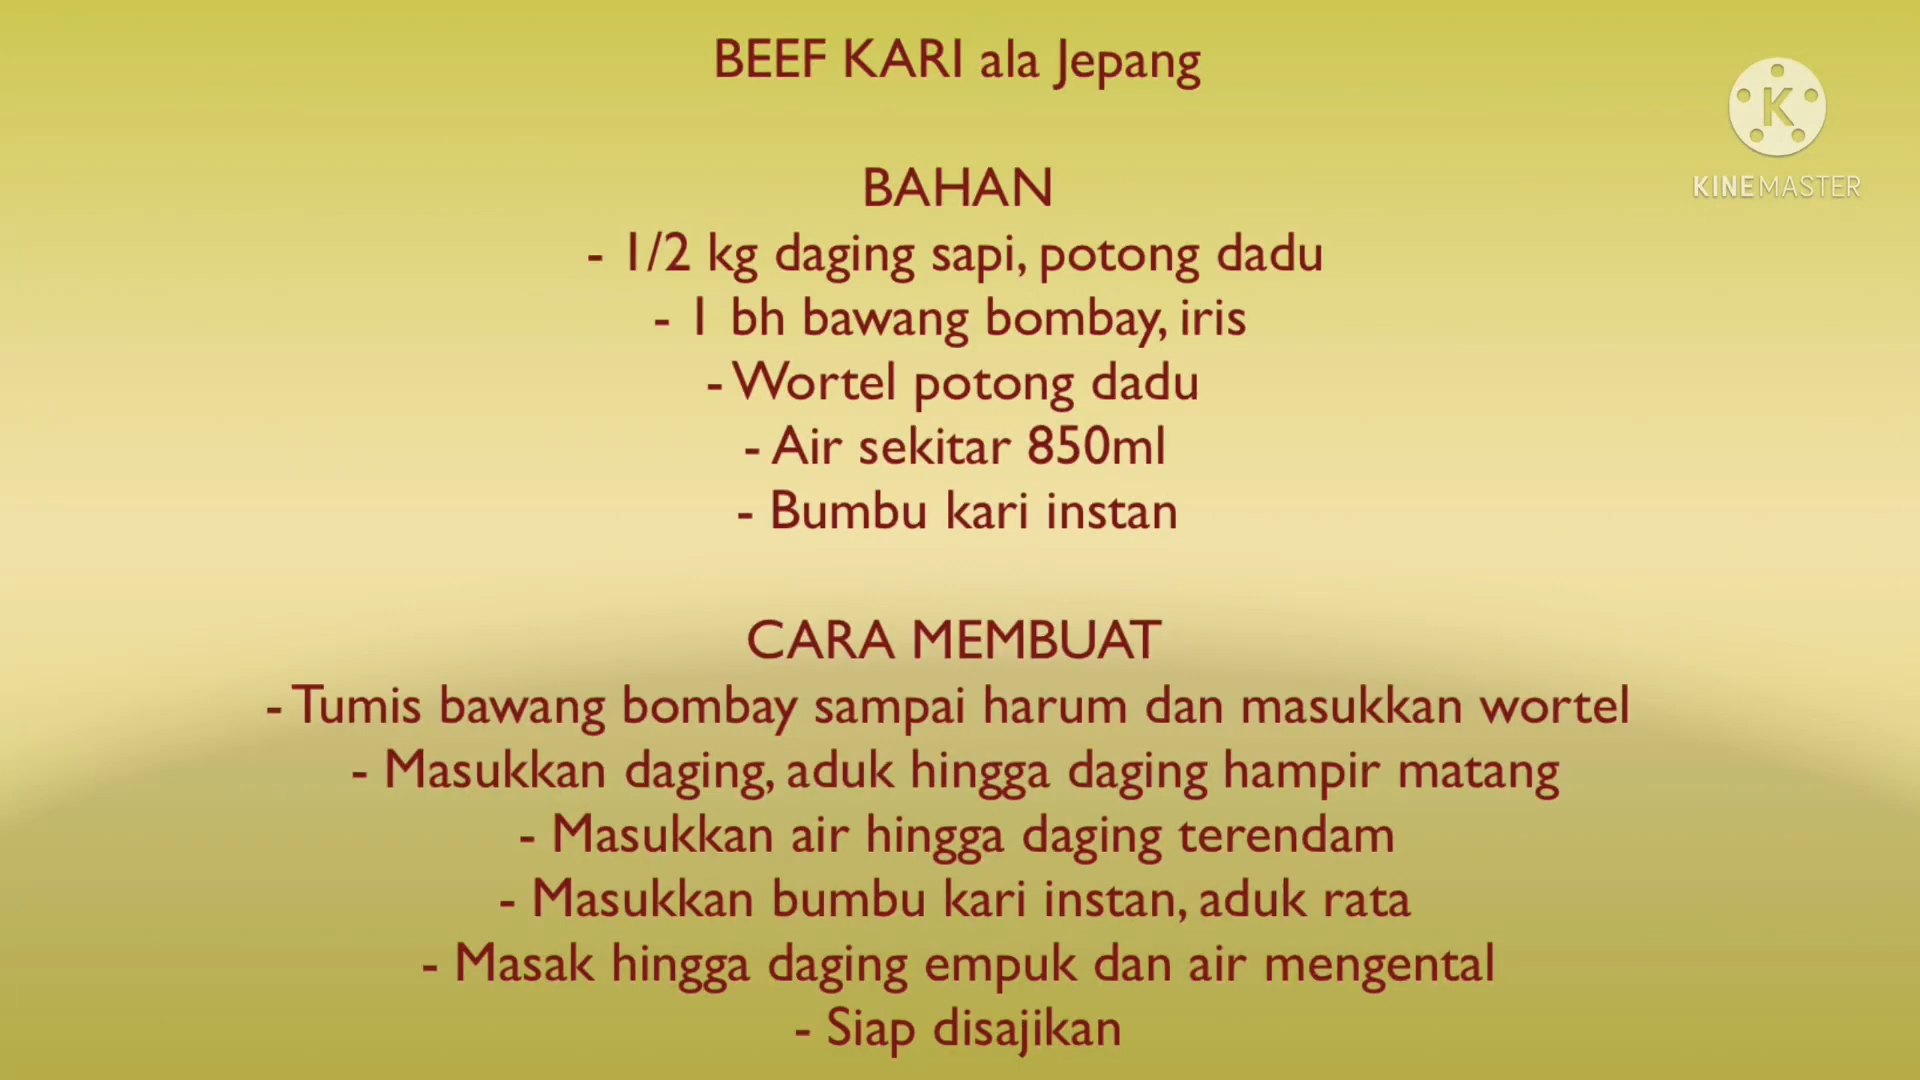 BEEF KARI ala Jepang
K
KINEMASTER
BAHAN
- 1/2 kg daging sapi, potong dadu
- 1 bh bawang bombay, iris
- Wortel potong dadu
- Air sekitar 850ml
- Bumbu kari instan
CARA MEMBUAT
- Tumis bawang bombay sampai harum dan masukkan wortel
- Masukkan daging, aduk hingga daging hampir matang
- Masukkan air hingga daging terendam
- Masukkan bumbu kari instan, aduk rata
- Masak hingga daging empuk dan air mengental
- Siap disajikan